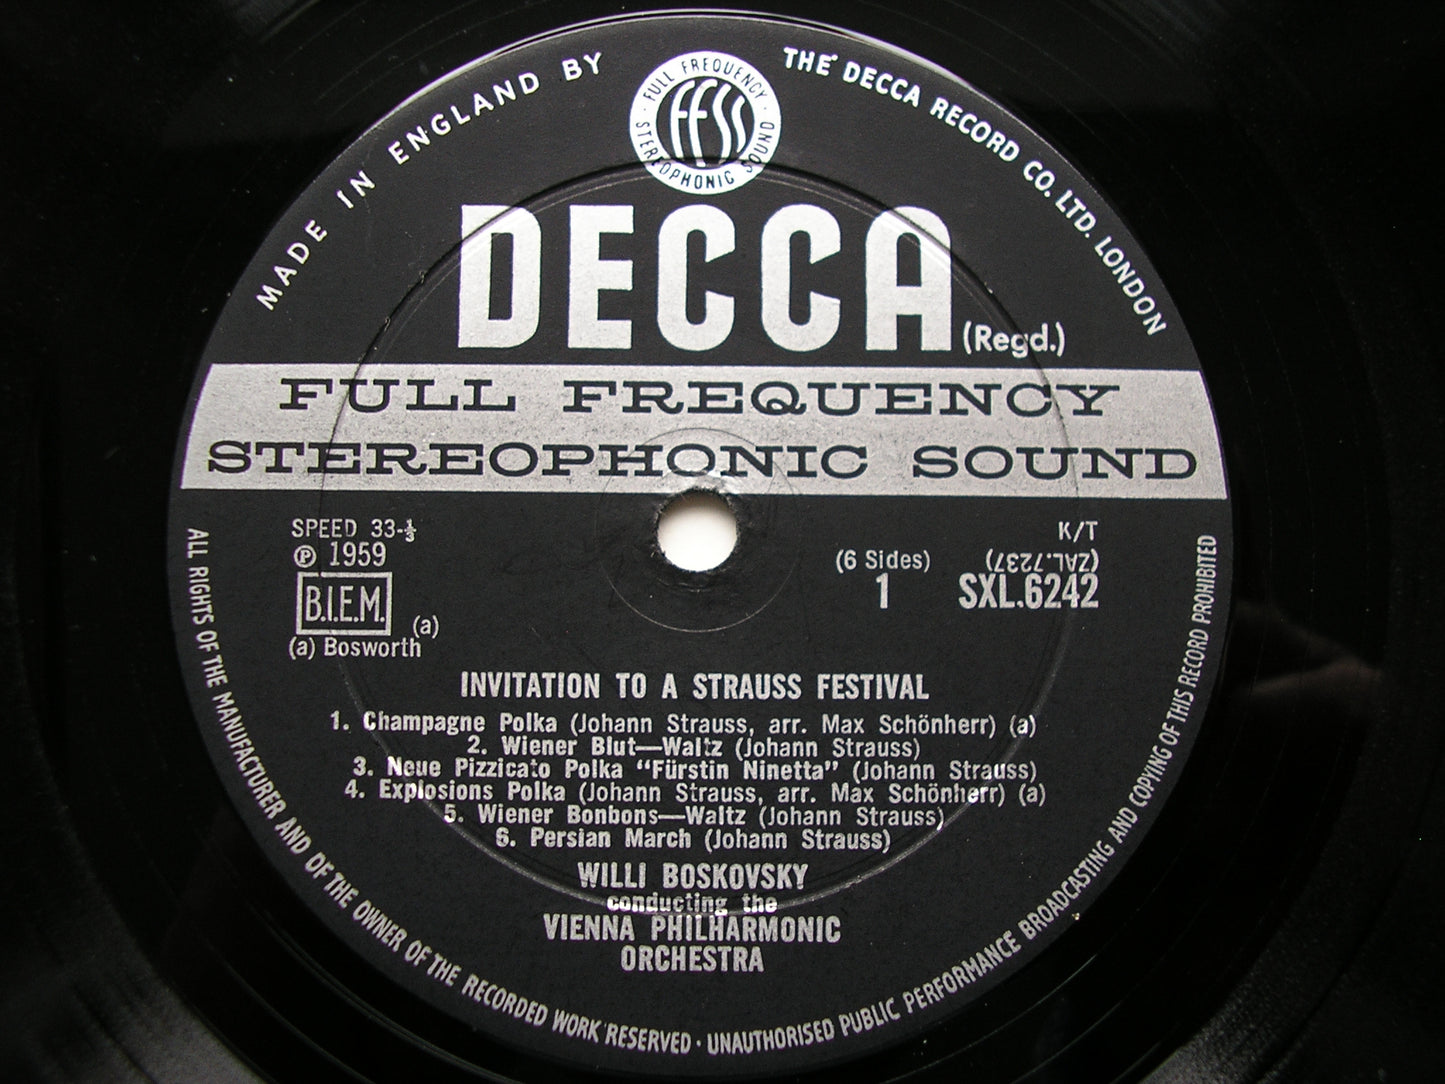 MADE IN ENGLAND BY THE DECCA RECORD CO. LTD. LONDON
FULL FREQUENCY STEREOPHONIC SOUND
FFSS
DECCA (Regd.)
FULL FREQUENCY
STEREOPHONIC SOUND
SPEED 33-⅓
℗ 1959
B.I.E.M. (a)
(a) Bosworth
(6 Sides)
1
K/T
(ZAL.7237)
SXL.6242
INVITATION TO A STRAUSS FESTIVAL
1. Champagne Polka (Johann Strauss, arr. Max Schönherr) (a)
2. Wiener Blut—Waltz (Johann Strauss)
3. Neue Pizzicato Polka "Fürstin Ninetta" (Johann Strauss)
4. Explosions Polka (Johann Strauss, arr. Max Schönherr) (a)
5. Wiener Bonbons—Waltz (Johann Strauss)
6. Persian March (Johann Strauss)
WILLI BOSKOVSKY
conducting the
VIENNA PHILHARMONIC
ORCHESTRA
ALL RIGHTS OF THE MANUFACTURER AND OF THE OWNER OF THE RECORDED WORK RESERVED · UNAUTHORISED PUBLIC PERFORMANCE BROADCASTING AND COPYING OF THIS RECORD PROHIBITED